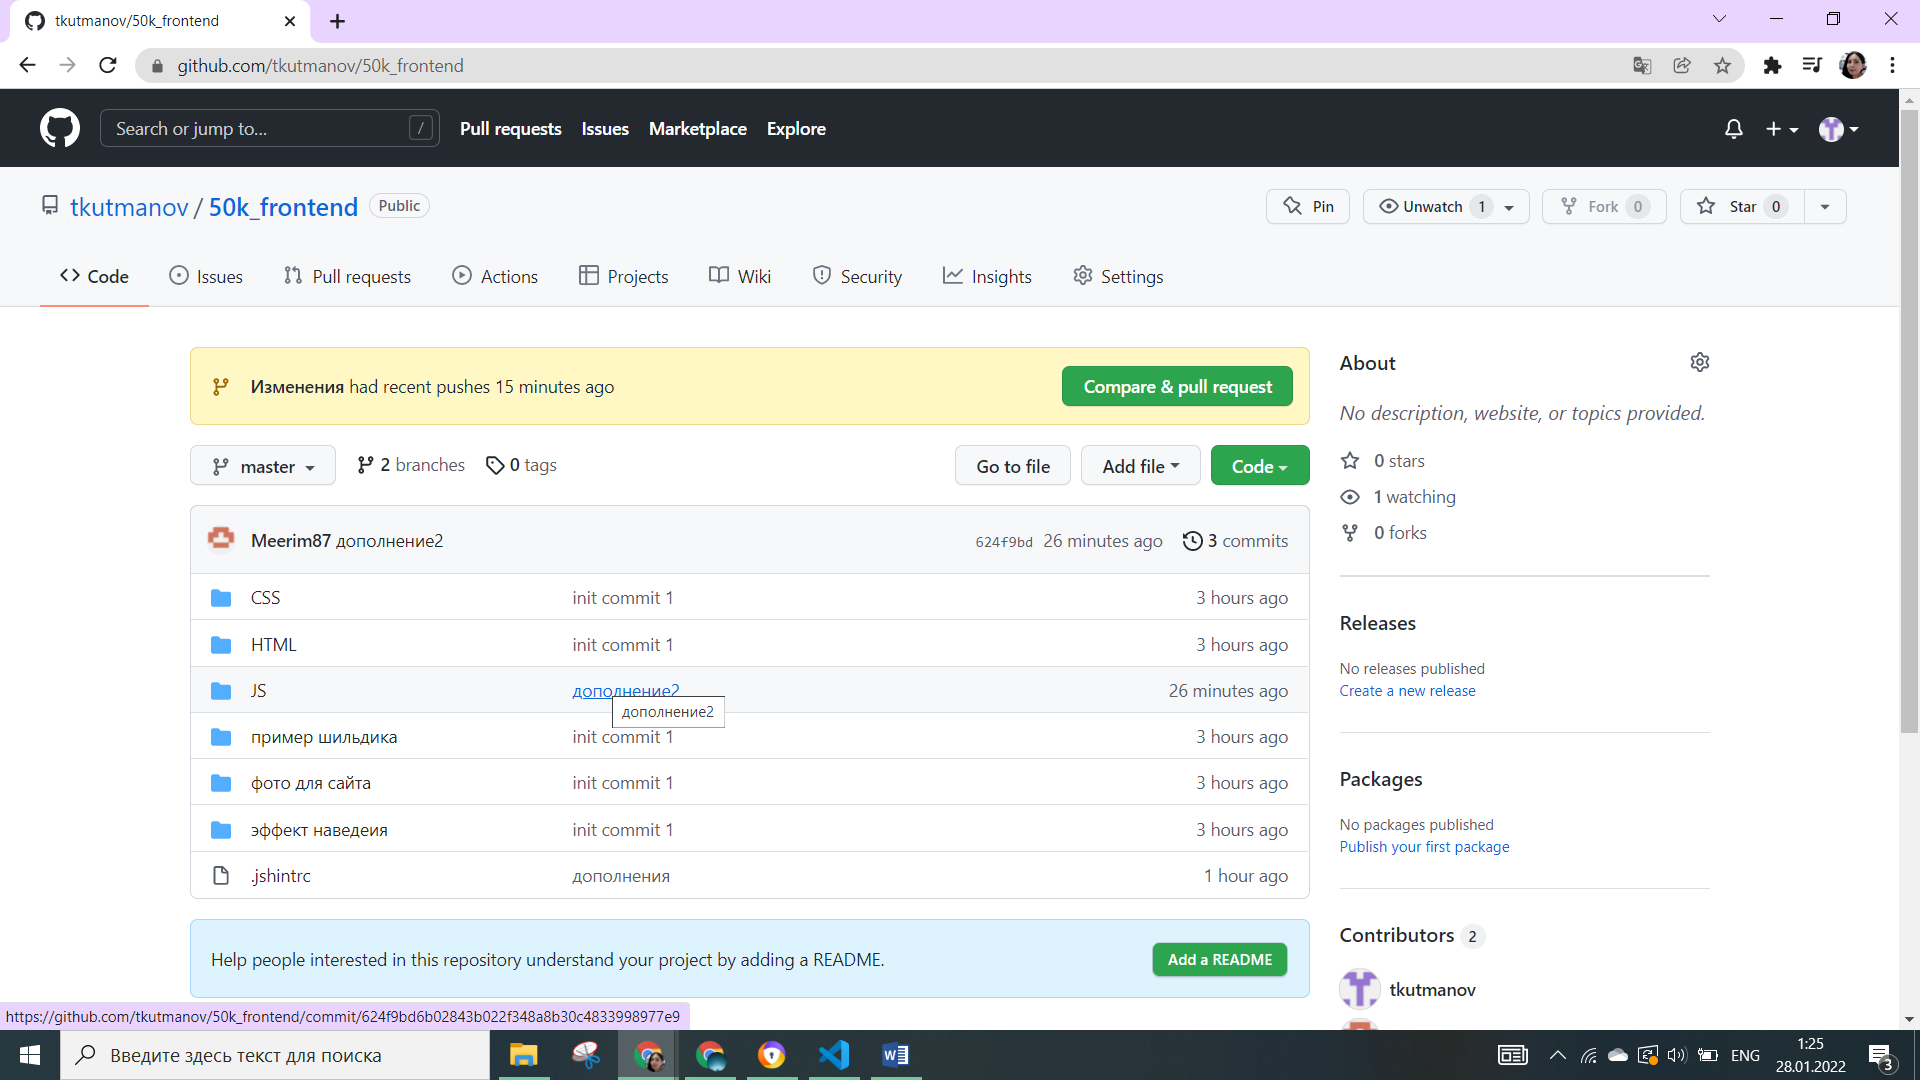 tkutmanov/50k_frontend
github.com/tkutmanov/50k_frontend
Search or jump to... /
Pull requests Issues Marketplace Explore
tkutmanov / 50k_frontend Public
Pin Unwatch 1 Fork 0 Star 0
Code Issues Pull requests Actions Projects Wiki Security Insights Settings
Изменения had recent pushes 15 minutes ago Compare & pull request
master 2 branches 0 tags Go to file Add file Code
Meerim87 дополнение2 624f9bd 26 minutes ago 3 commits
CSS init commit 1 3 hours ago
HTML init commit 1 3 hours ago
JS дополнение2 26 minutes ago
дополнение2
пример шильдика init commit 1 3 hours ago
фото для сайта init commit 1 3 hours ago
эффект наведеия init commit 1 3 hours ago
.jshintrc дополнения 1 hour ago
Help people interested in this repository understand your project by adding a README. Add a README
About
No description, website, or topics provided.
0 stars
1 watching
0 forks
Releases
No releases published
Create a new release
Packages
No packages published
Publish your first package
Contributors 2
tkutmanov
https://github.com/tkutmanov/50k_frontend/commit/624f9bd6b02843b022f348a8b30c4833998977e9
Введите здесь текст для поиска
ENG
1:25
28.01.2022
3